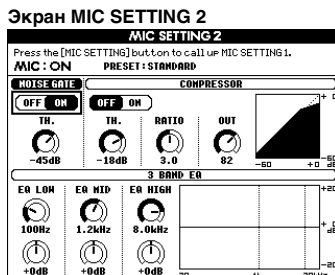 Экран MIC SETTING 2
MIC SETTING 2
Press the [MIC SETTING] button to call up MIC SETTING 1.
MIC: ON PRESET: STANDARD
NOISE GATE COMPRESSOR
OFF ON OFF ON
TH. TH. RATIO OUT
-45dB -18dB 3.0 82
-60 +0
3 BAND EQ
EQ LOW EQ MID EQ HIGH
100Hz 1.2kHz 8.0kHz
+0dB +0dB +0dB